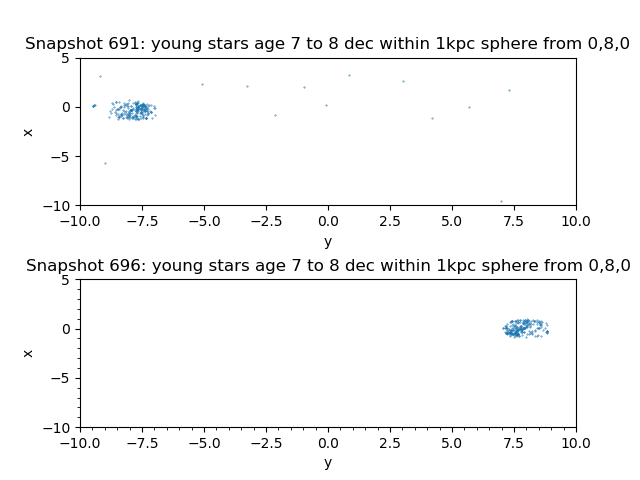 Snapshot 691: young stars age 7 to 8 dec within 1kpc sphere from 0,8,0
5
0
−5
−10
x
−10.0 −7.5 −5.0 −2.5 0.0 2.5 5.0 7.5 10.0
y
Snapshot 696: young stars age 7 to 8 dec within 1kpc sphere from 0,8,0
5
0
−5
−10
x
−10.0 −7.5 −5.0 −2.5 0.0 2.5 5.0 7.5 10.0
y